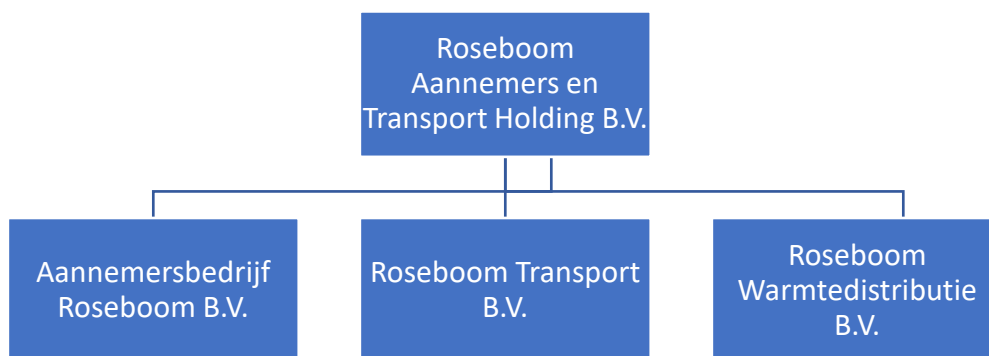 Roseboom
Aannemers en
Transport Holding B.V.
Aannemersbedrijf
Roseboom B.V.
Roseboom Transport
B.V.
Roseboom
Warmtedistributie
B.V.